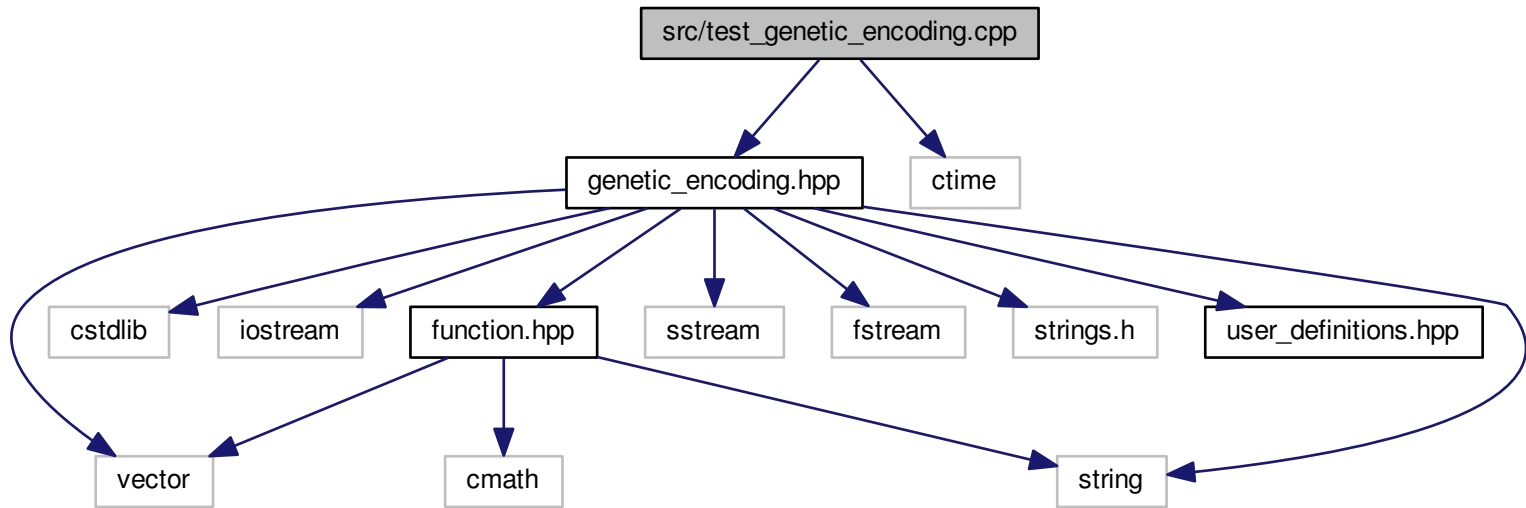 src/test_genetic_encoding.cpp
genetic_encoding.hpp
ctime
cstdlib
iostream
function.hpp
sstream
fstream
strings.h
user_definitions.hpp
vector
cmath
string